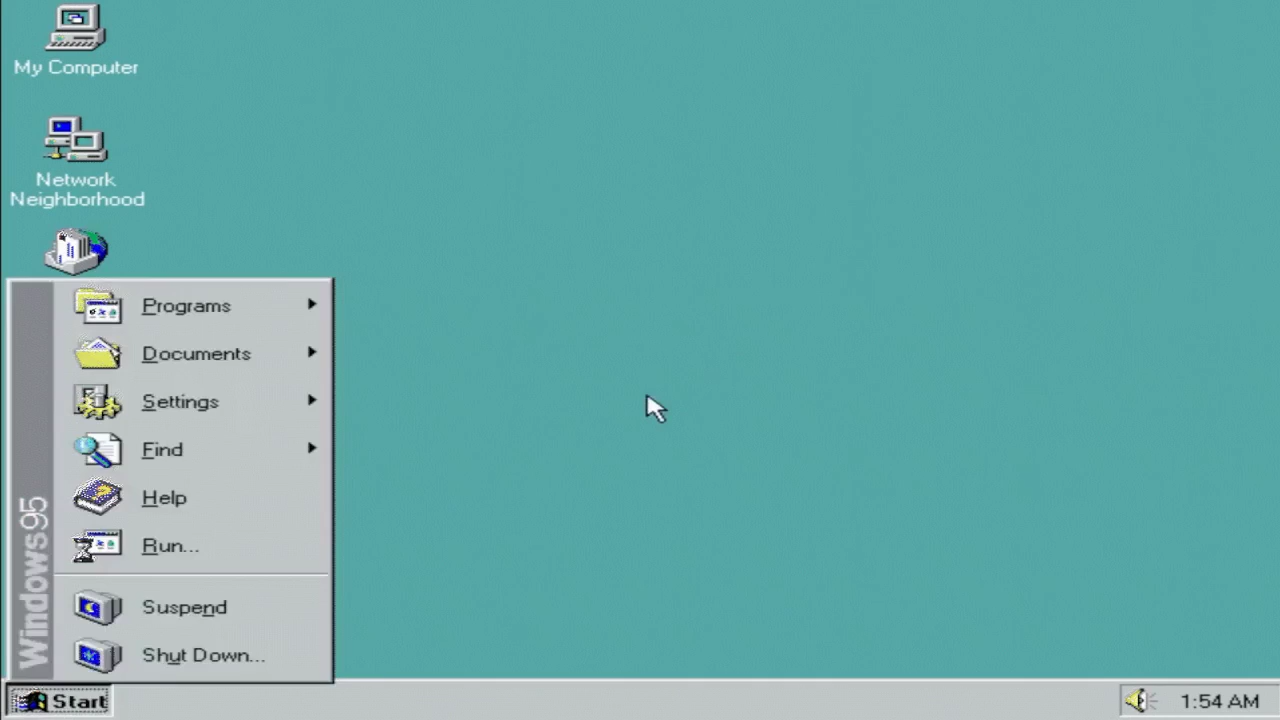 My Computer
Network
Neighborhood
Programs
Documents
Settings
Find
Help
Run...
Suspend
Shut Down...
Windows95
Start
1:54 AM